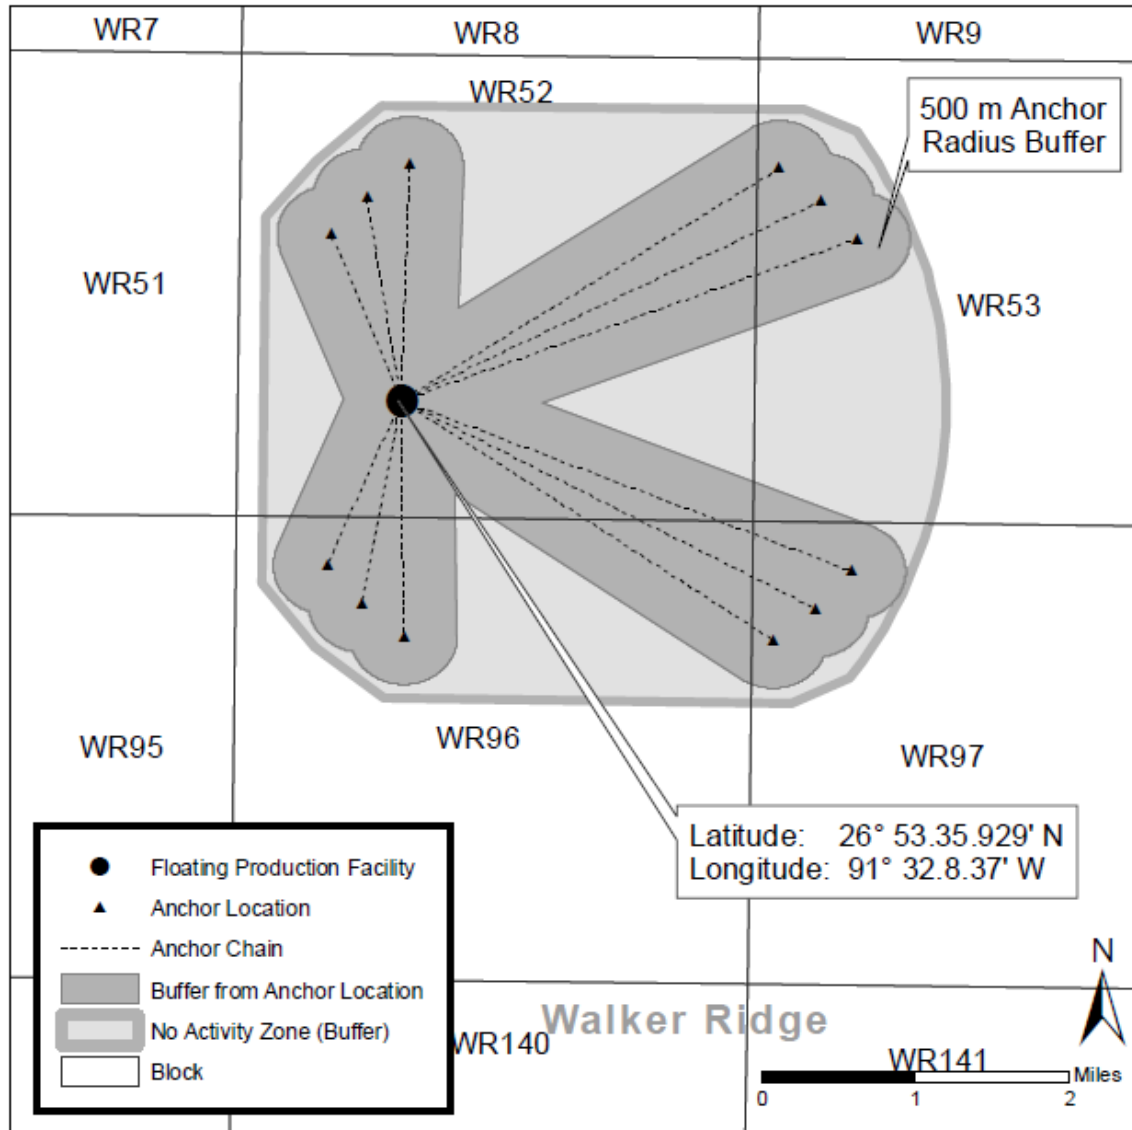 WR7
WR8
WR9
WR52
500 m Anchor
Radius Buffer
WR51
WR53
WR95
WR96
WR97
Latitude: 26° 53.35.929' N
Longitude: 91° 32.8.37' W
Floating Production Facility
Anchor Location
Anchor Chain
Buffer from Anchor Location
No Activity Zone (Buffer)
Block
Walker Ridge
WR140
WR141
N
Miles
0 1 2